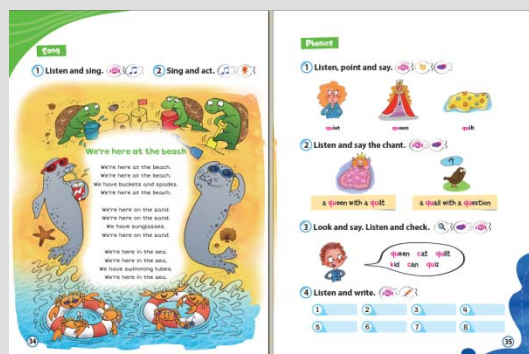 Song
1 Listen and sing. 2 Sing and act.
We're here at the beach
We're here at the beach.
We're here at the beach.
We have buckets and spades.
We're here at the beach.
We're here on the sand.
We're here on the sand.
We have sunglasses.
We're here on the sand.
We're here in the sea.
We're here in the sea.
We have swimming tubes.
We're here in the sea.
34
Phonics
1 Listen, point and say.
quiet queen quilt
2 Listen and say the chant.
?
a queen with a quilt a quail with a question
3 Look and say. Listen and check.
queen cat quilt
kid can quiz
4 Listen and write.
1 2 3 4
5 6 7 8
35